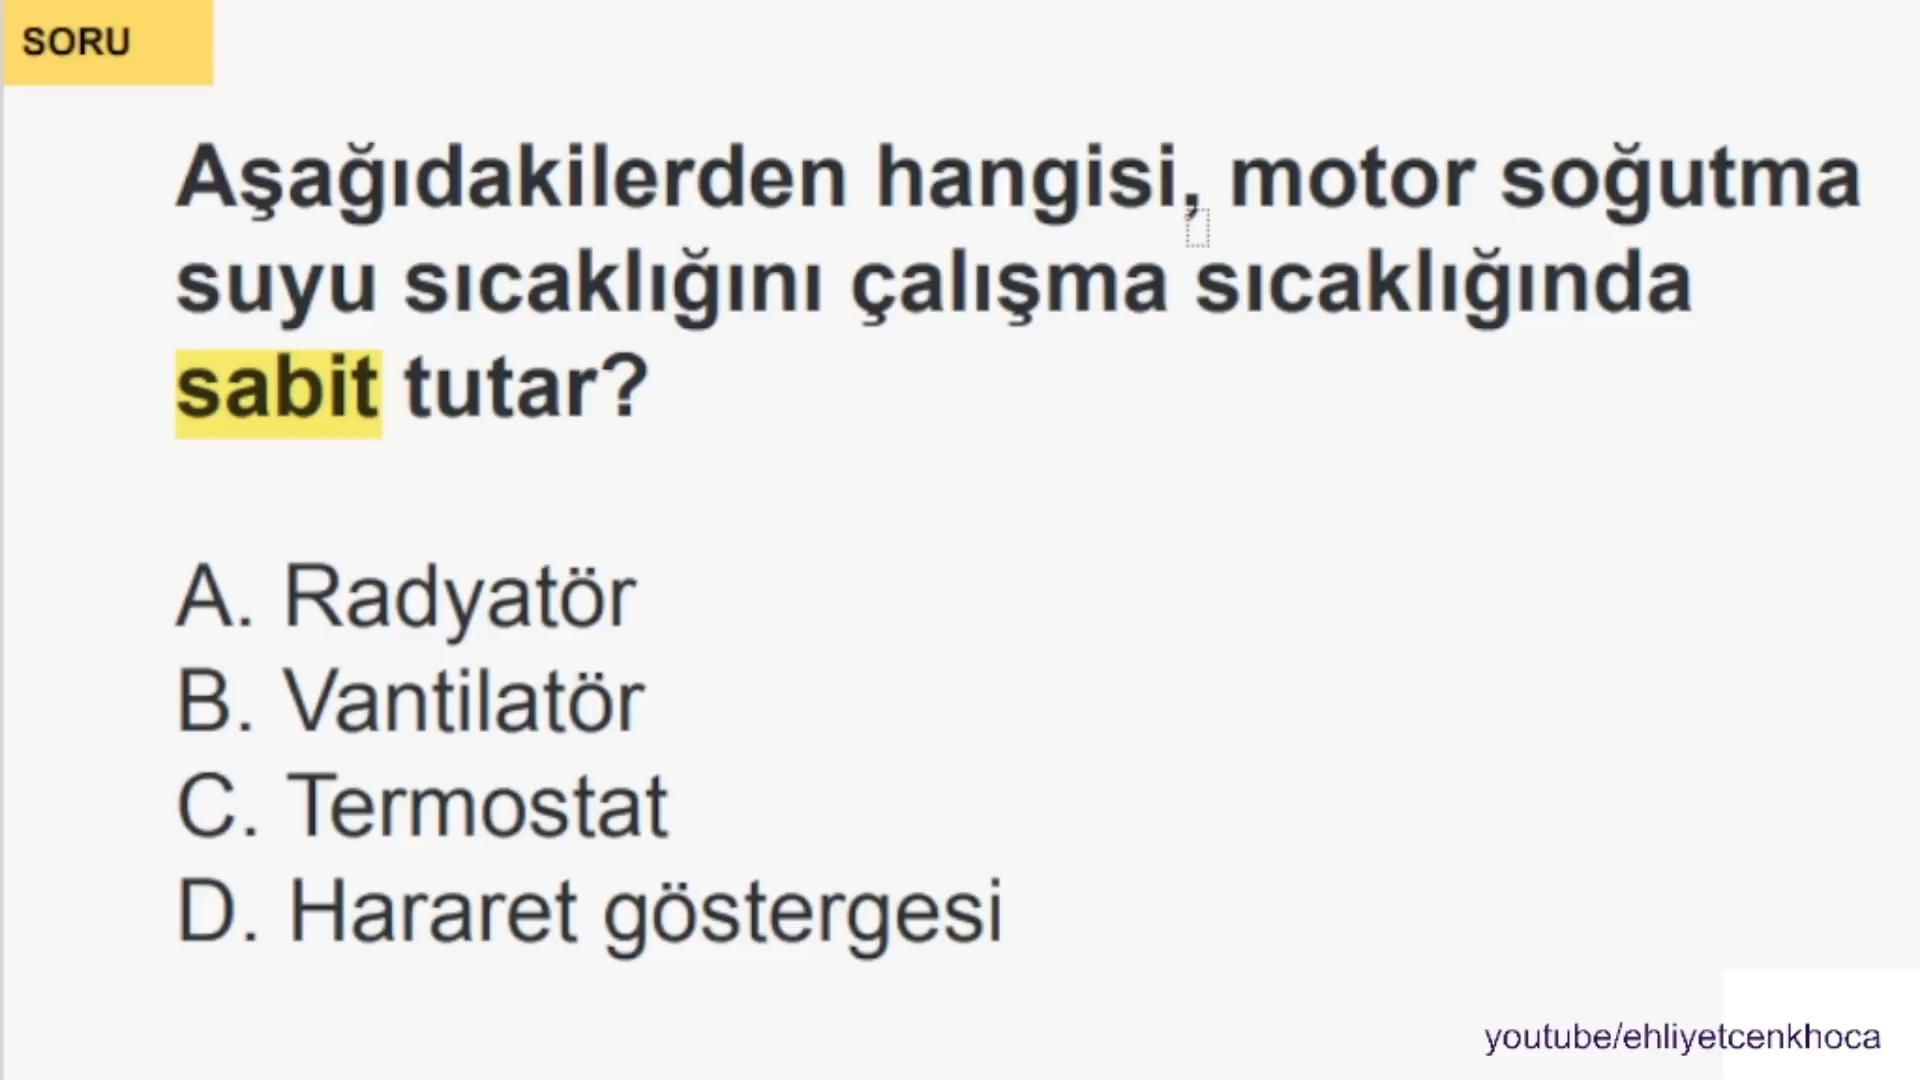 SORU
Aşağıdakilerden hangisi, motor soğutma
suyu sıcaklığını çalışma sıcaklığında
sabit tutar?
A. Radyatör
B. Vantilatör
C. Termostat
D. Hararet göstergesi
youtube/ehliyetcenkhoca